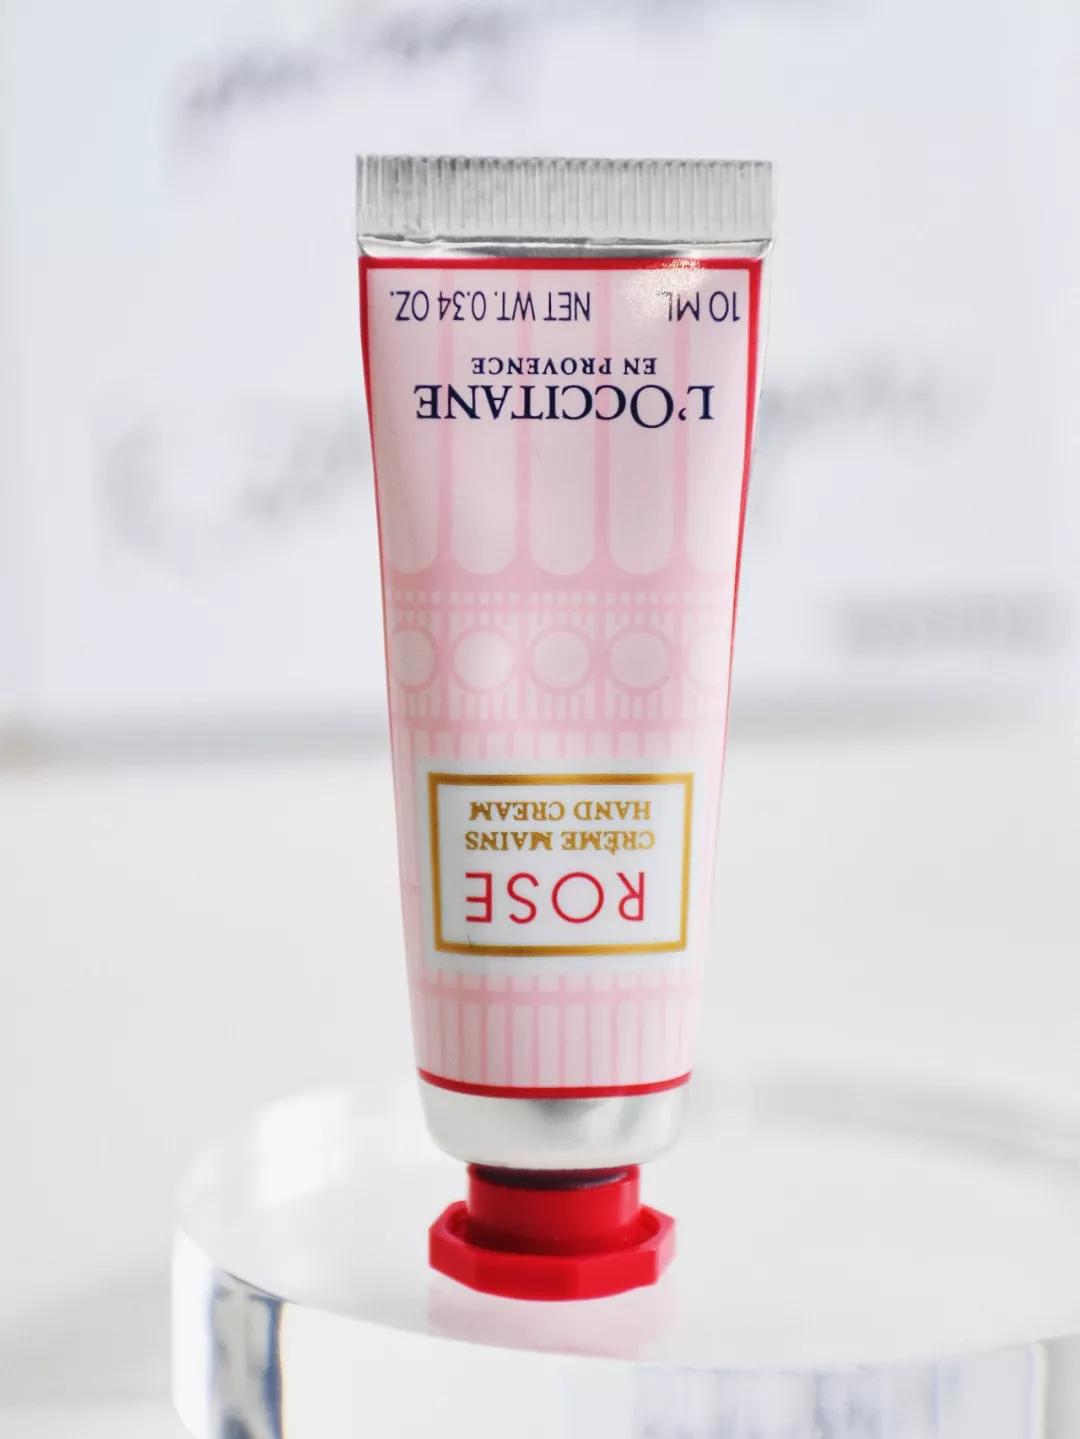 ROSE
CRÈME MAINS
HAND CREAM
L'OCCITANE
EN PROVENCE
10 ML NET WT. 0.34 OZ.